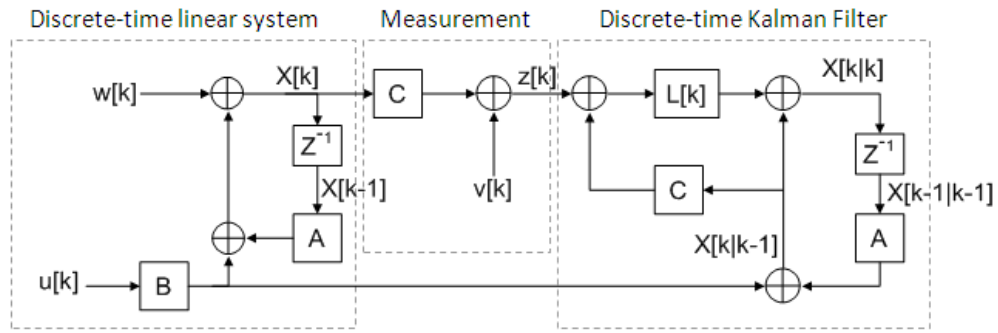 Discrete-time linear system
Measurement
Discrete-time Kalman Filter
w[k]
X[k]
C
z[k]
L[k]
X[k|k]
Z⁻¹
Z⁻¹
X[k-1]
v[k]
C
X[k-1|k-1]
A
X[k|k-1]
A
u[k]
B